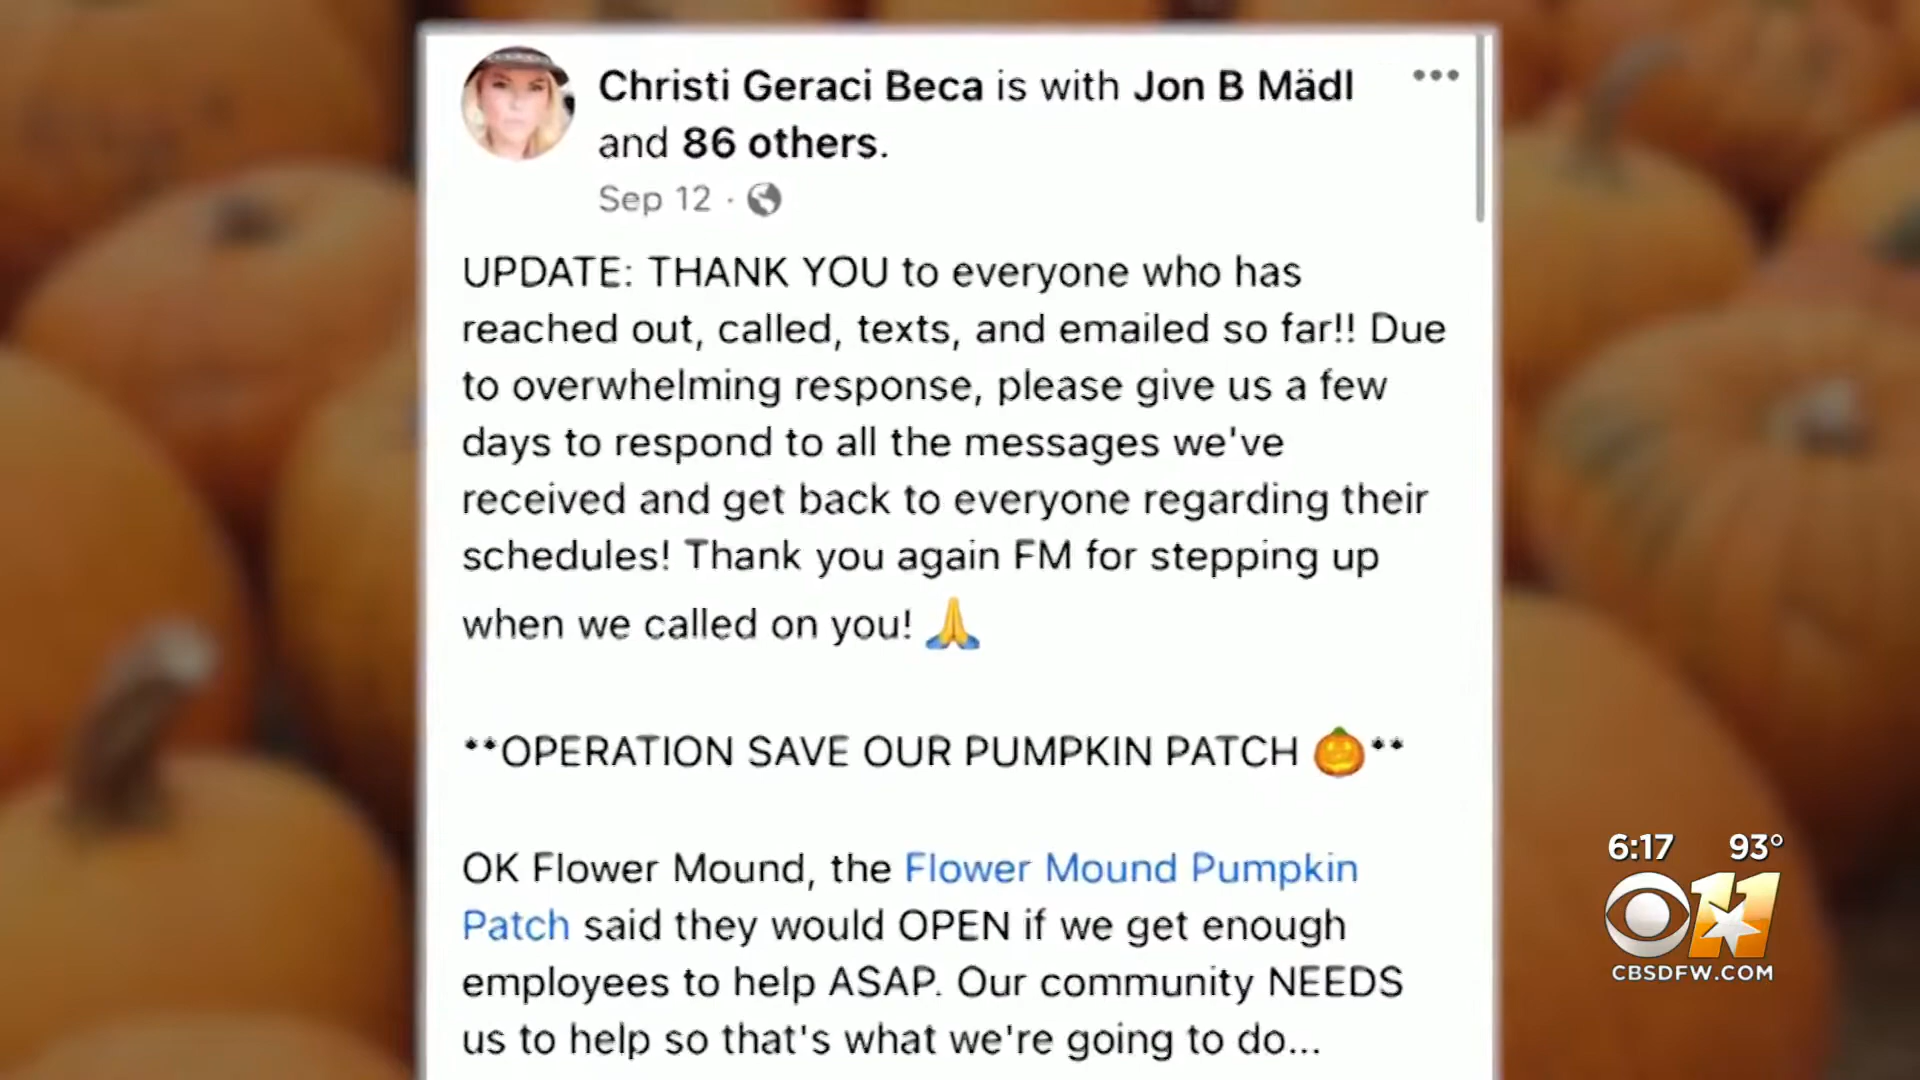 Christi Geraci Beca is with Jon B Mädl
and 86 others.
Sep 12 ·
UPDATE: THANK YOU to everyone who has
reached out, called, texts, and emailed so far!! Due
to overwhelming response, please give us a few
days to respond to all the messages we've
received and get back to everyone regarding their
schedules! Thank you again FM for stepping up
when we called on you! 🙏
**OPERATION SAVE OUR PUMPKIN PATCH 🎃**
OK Flower Mound, the Flower Mound Pumpkin
Patch said they would OPEN if we get enough
employees to help ASAP. Our community NEEDS
us to help so that's what we're going to do...
6:17 93°
11
CBSDFW.COM